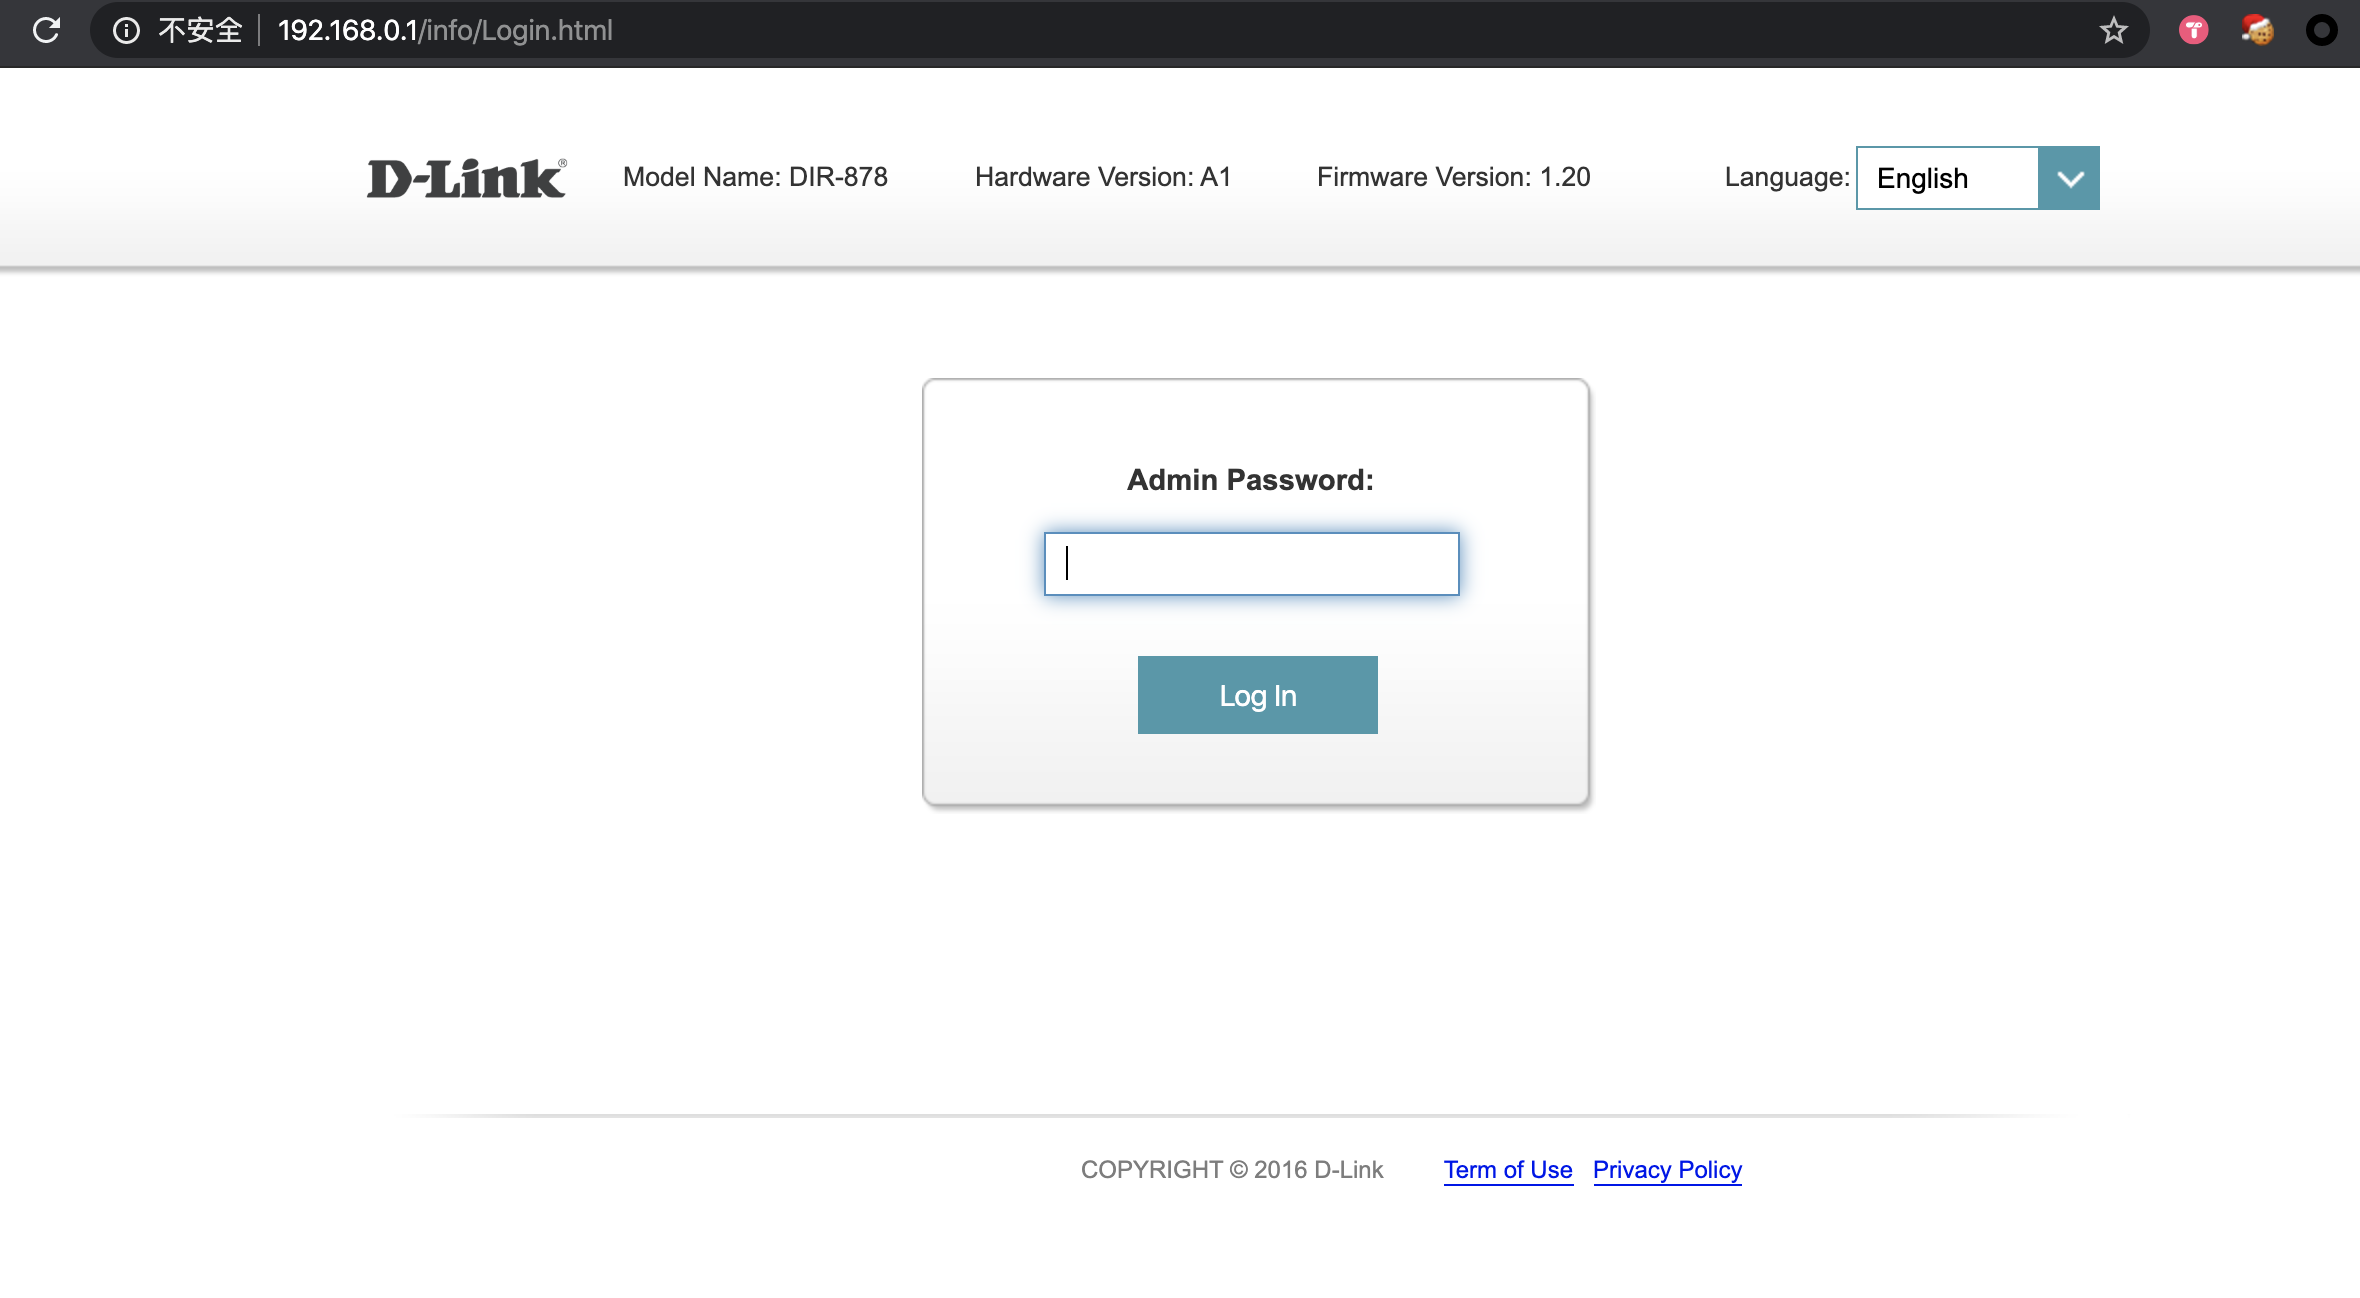 不安全 192.168.0.1/info/Login.html
D-Link® Model Name: DIR-878 Hardware Version: A1 Firmware Version: 1.20 Language: English
Admin Password:
Log In
COPYRIGHT © 2016 D-Link Term of Use Privacy Policy